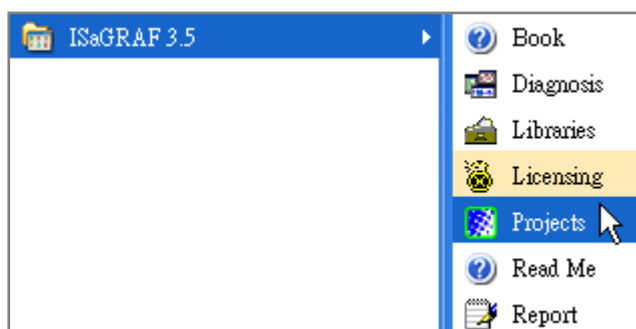 ISaGRAF 3.5
Book
Diagnosis
Libraries
Licensing
Projects
Read Me
Report